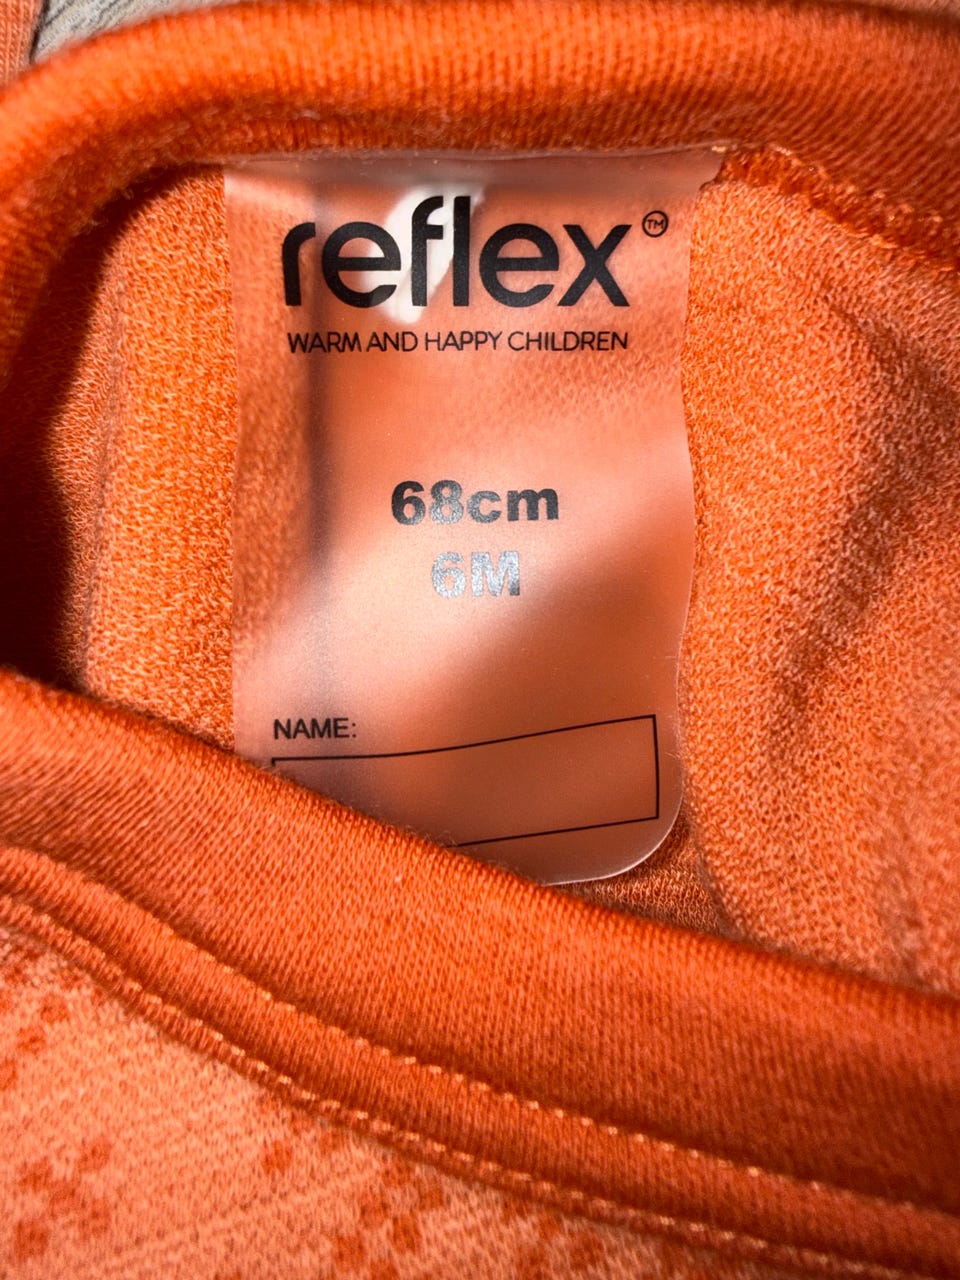 reflex™
WARM AND HAPPY CHILDREN
68cm
6M
NAME: